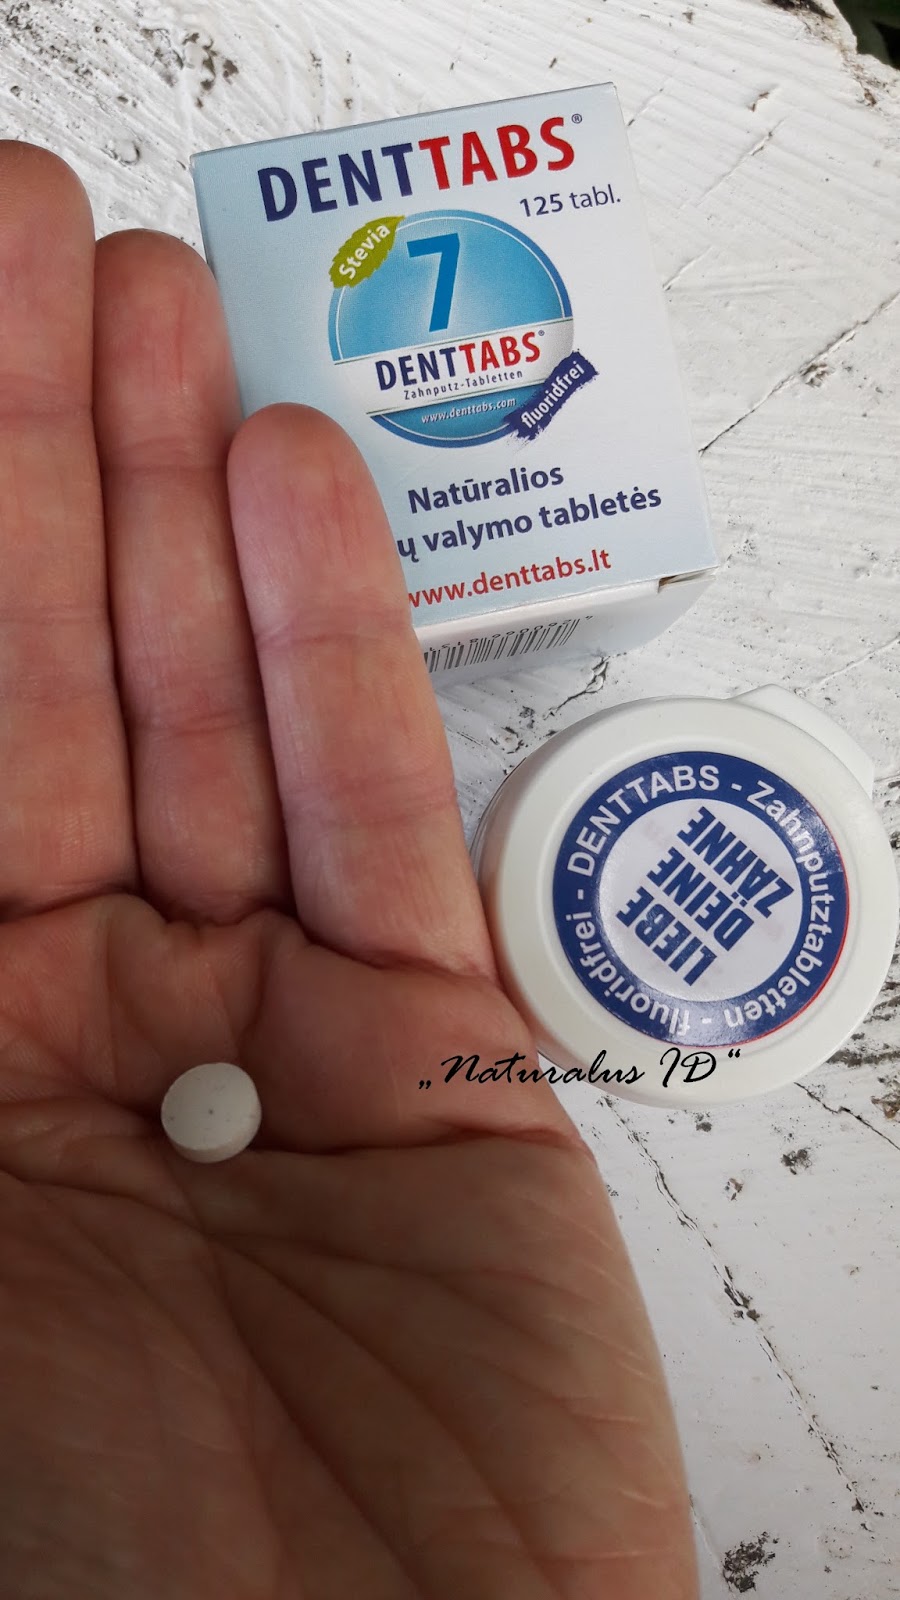 DENTTABS®
125 tabl.
Stevia
7
DENTTABS®
Zahnputz-Tabletten
www.denttabs.com
fluoridfrei
Natūralios
ų valymo tabletės
www.denttabs.lt
DENTTABS - Zahnputztabletten - fluoridfrei -
LIEBE
DEINE
ZÄHNE
„Naturalus ID“